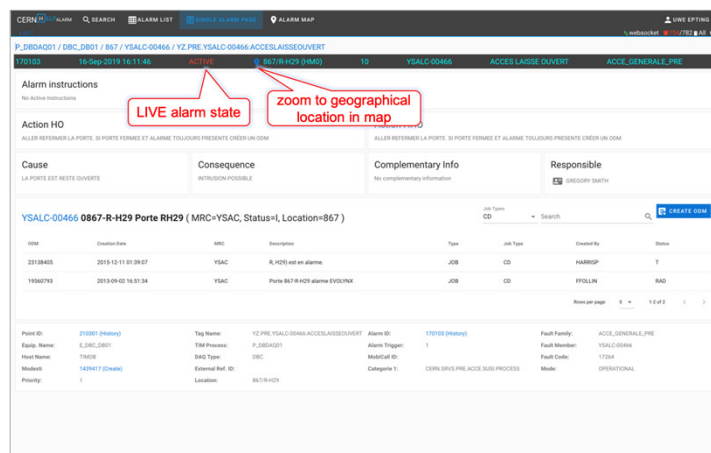 CERN HELP ALARM SEARCH ALARM LIST SINGLE ALARM PAGE ALARM MAP UWE EPTING
websocket /782 All
P_DBDAQ01 / DBC_DB01 / 867 / YSALC-00466 / YZ.PRE.YSALC-00466:ACCESLAISSEOUVERT
170103 16-Sep-2019 16:11:46 ACTIVE 867/R-H29 (HM0) 10 YSALC-00466 ACCES LAISSE OUVERT ACCE_GENERALE_PRE
Alarm instructions
No Active Instructions
LIVE alarm state
zoom to geographical
location in map
Action HO
ALLER REFERMER LA PORTE. SI PORTE FERMEE ET ALARME TOUJOURS PRESENTE CRÉER UN ODM
ALLER REFERMER LA PORTE. SI PORTE FERMEE ET ALARME TOUJOURS PRESENTE CRÉER UN ODM
Cause Consequence Complementary Info Responsible
LA PORTE EST RESTE OUVERTE INTRUSION POSSIBLE No complementary information GREGORY SMITH
YSALC-00466 0867-R-H29 Porte RH29 ( MRC=YSAC, Status=I, Location=867 ) Job Types CD Search CREATE ODM
ODM Creation Date MRC Description Type Job Type Created By Status
23138405 2015-12-11 01:39:07 YSAC R, H29) est en alarme. JOB CD HARRISP T
19560793 2013-09-02 16:51:34 YSAC Porte 867-R-H29 alarme EVOLYNX JOB CD FFOLLIN RAD
Rows per page 5 1-2 of 2
Point ID: 210301 (History) Tag Name: YZ.PRE.YSALC-00466:ACCESLAISSEOUVERT Alarm ID: 170103 (History) Fault Family: ACCE_GENERALE_PRE
Equip. Name: E_DBC_DB01 TIM Process: P_DBDAQ01 Alarm Trigger: 1 Fault Member: YSALC-00466
Host Name: TIMDB DAQ Type: DBC MobiCall ID: Fault Code: 17264
Modesti 1439417 (Create) External Ref. ID: Categorie 1: CERN.SRVS.PRE.ACCE.SUSI.PROCESS Mode: OPERATIONAL
Priority: 1 Location: 867/R-H29